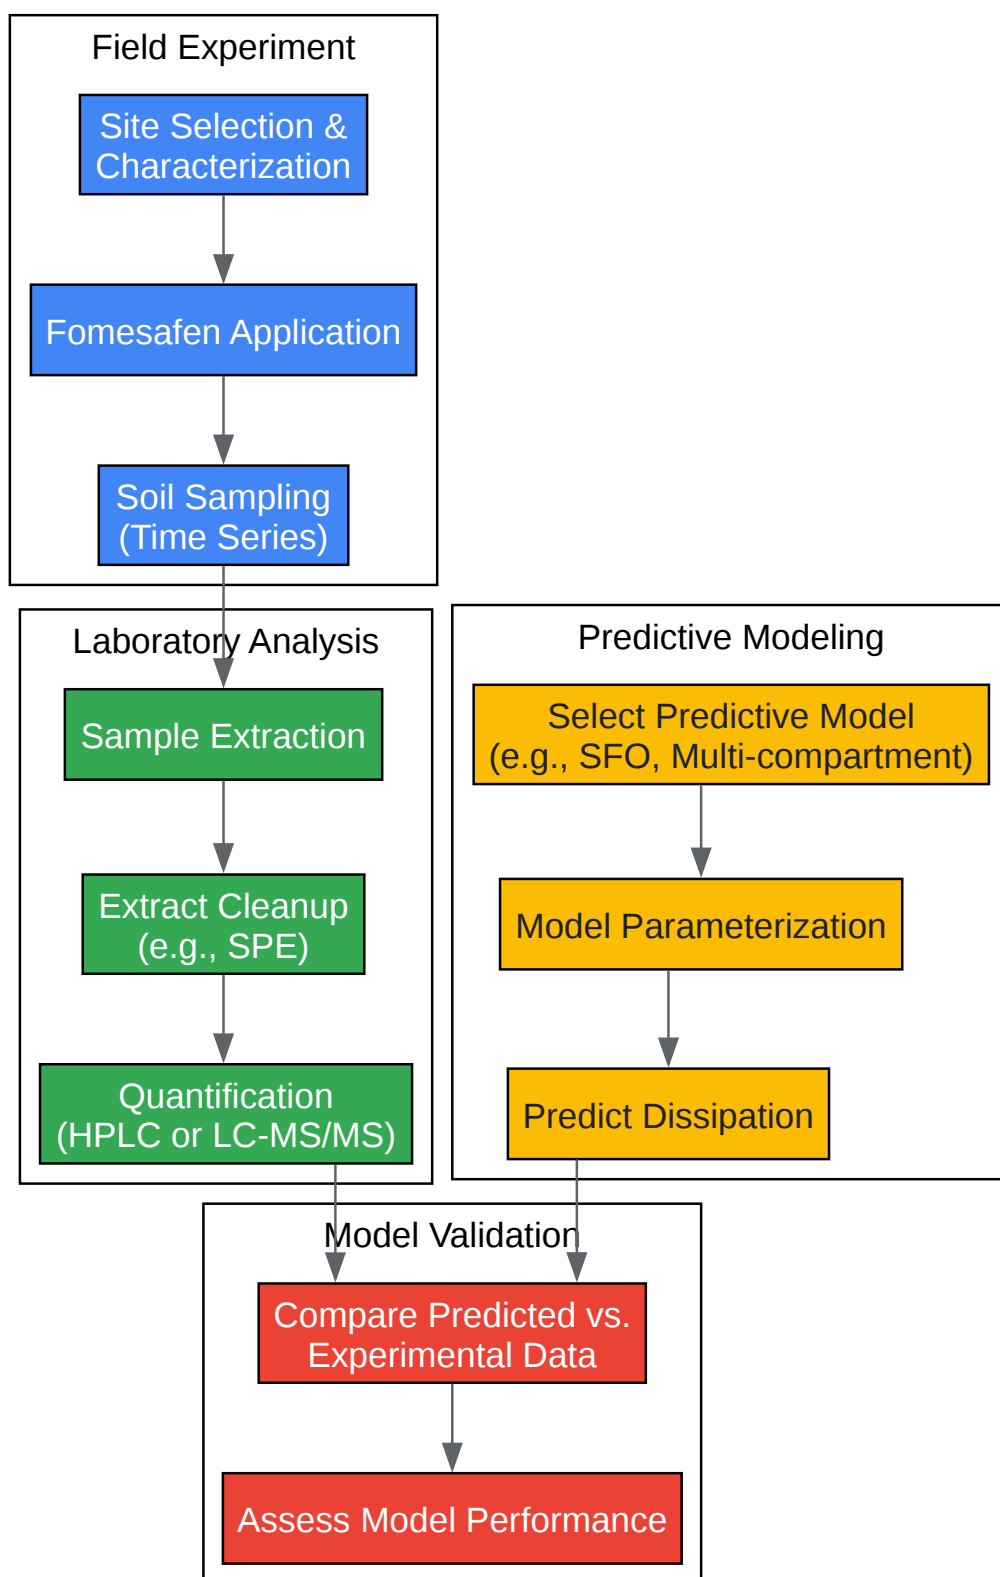 Field Experiment
Site Selection &
Characterization
Fomesafen Application
Soil Sampling
(Time Series)
Laboratory Analysis
Sample Extraction
Extract Cleanup
(e.g., SPE)
Quantification
(HPLC or LC-MS/MS)
Predictive Modeling
Select Predictive Model
(e.g., SFO, Multi-compartment)
Model Parameterization
Predict Dissipation
Model Validation
Compare Predicted vs.
Experimental Data
Assess Model Performance